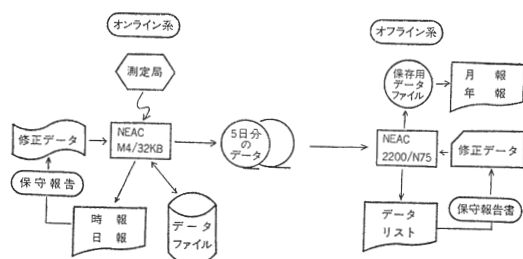 オンライン系
測定局
修正データ
NEAC
M4/32KB
5日分
の
データ
保守報告
時報
日報
データ
ファイル
オフライン系
保存用
データ
ファイル
月報
年報
NEAC
2200/N75
修正データ
データ
リスト
保守報告書